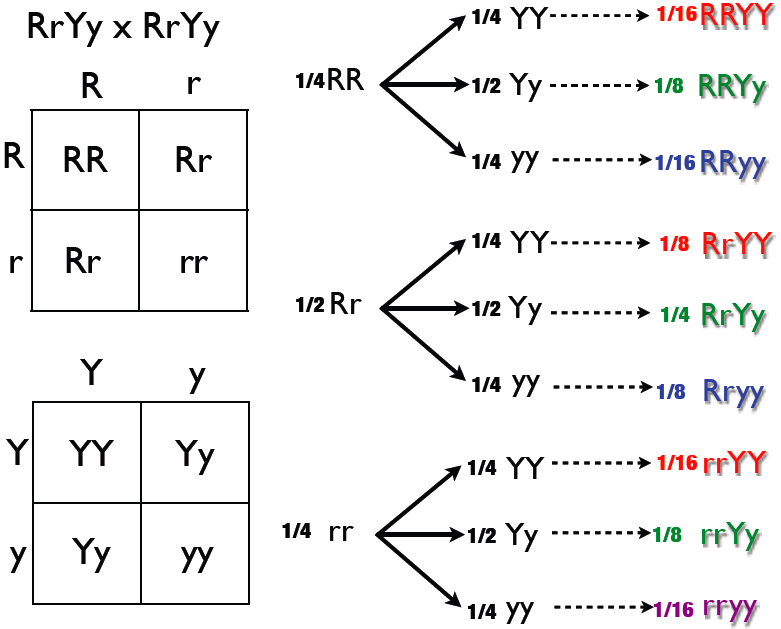 RrYy x RrYy
R r
R RR Rr
r Rr rr
Y y
Y YY Yy
y Yy yy
1/4 RR
1/4 YY 1/16 RRYY
1/2 Yy 1/8 RRYy
1/4 yy 1/16 RRyy
1/2 Rr
1/4 YY 1/8 RrYY
1/2 Yy 1/4 RrYy
1/4 yy 1/8 Rryy
1/4 rr
1/4 YY 1/16 rrYY
1/2 Yy 1/8 rrYy
1/4 yy 1/16 rryy